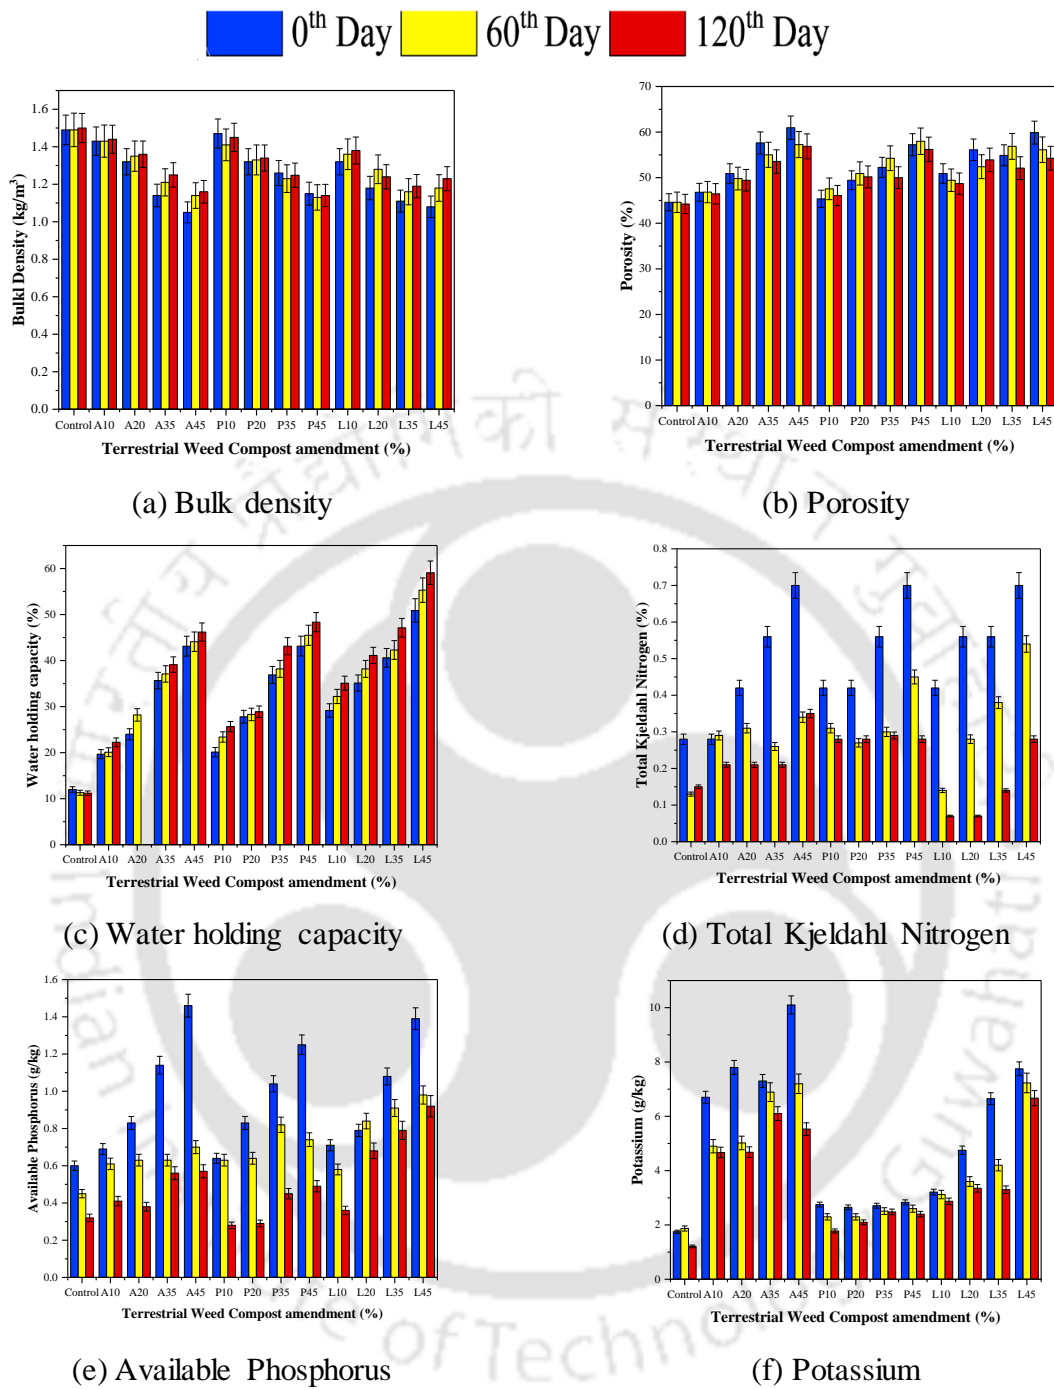 0th Day 60th Day 120th Day
Bulkl Density (kg/m3)
1.6
1.4
1.2
1.0
0.8
0.6
0.4
0.2
0.0
Control A10 A20 A35 A45 P10 P20 P35 P45 L10 L20 L35 L45
Terrestrial Weed Compost amendment (%)
(a) Bulk density
Porosity (%)
70
60
50
40
30
20
10
0
Control A10 A20 A35 A45 P10 P20 P35 P45 L10 L20 L35 L45
Terrestrial Weed Compost amendment (%)
(b) Porosity
Water holding capacity (%)
60
50
40
30
20
10
0
Control A10 A20 A35 A45 P10 P20 P35 P45 L10 L20 L35 L45
Terrestrial Weed Compost amendment (%)
(c) Water holding capacity
Total Kjeldahl Nitrogen (%)
0.8
0.7
0.6
0.5
0.4
0.3
0.2
0.1
0.0
Control A10 A20 A35 A45 P10 P20 P35 P45 L10 L20 L35 L45
Terrestrial Weed Compost amendment (%)
(d) Total Kjeldahl Nitrogen
Available Phosphorus (g/kg)
1.6
1.4
1.2
1.0
0.8
0.6
0.4
0.2
0.0
Control A10 A20 A35 A45 P10 P20 P35 P45 L10 L20 L35 L45
Terrestrial Weed Compost amendment (%)
(e) Available Phosphorus
Potassium (g/kg)
10
8
6
4
2
0
Control A10 A20 A35 A45 P10 P20 P35 P45 L10 L20 L35 L45
Terrestrial Weed Compost amendment (%)
(f) Potassium
Indian
of Technology Guwahati